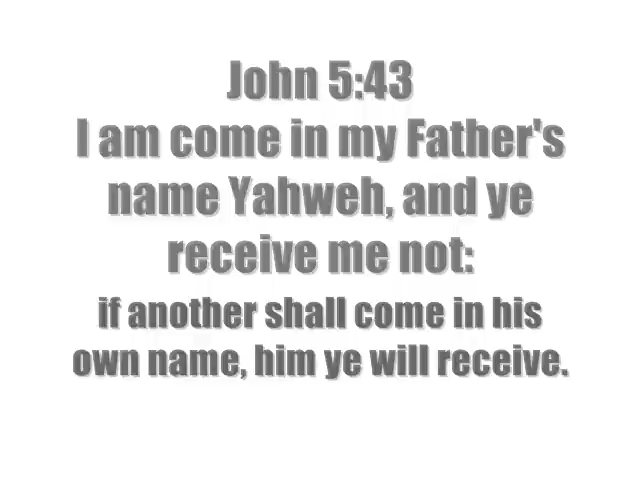 John 5:43
I am come in my Father's
name Yahweh, and ye
receive me not:
if another shall come in his
own name, him ye will receive.